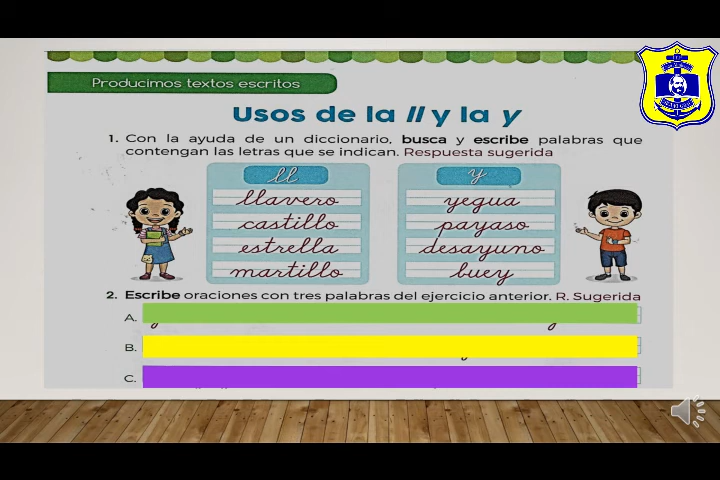 Producimos textos escritos
Usos de la ll y la y
1. Con la ayuda de un diccionario, busca y escribe palabras que
contengan las letras que se indican. Respuesta sugerida
ll
llavero
castillo
estrella
martillo
y
yegua
payaso
desayuno
buey
2. Escribe oraciones con tres palabras del ejercicio anterior. R. Sugerida
A.
B.
C.